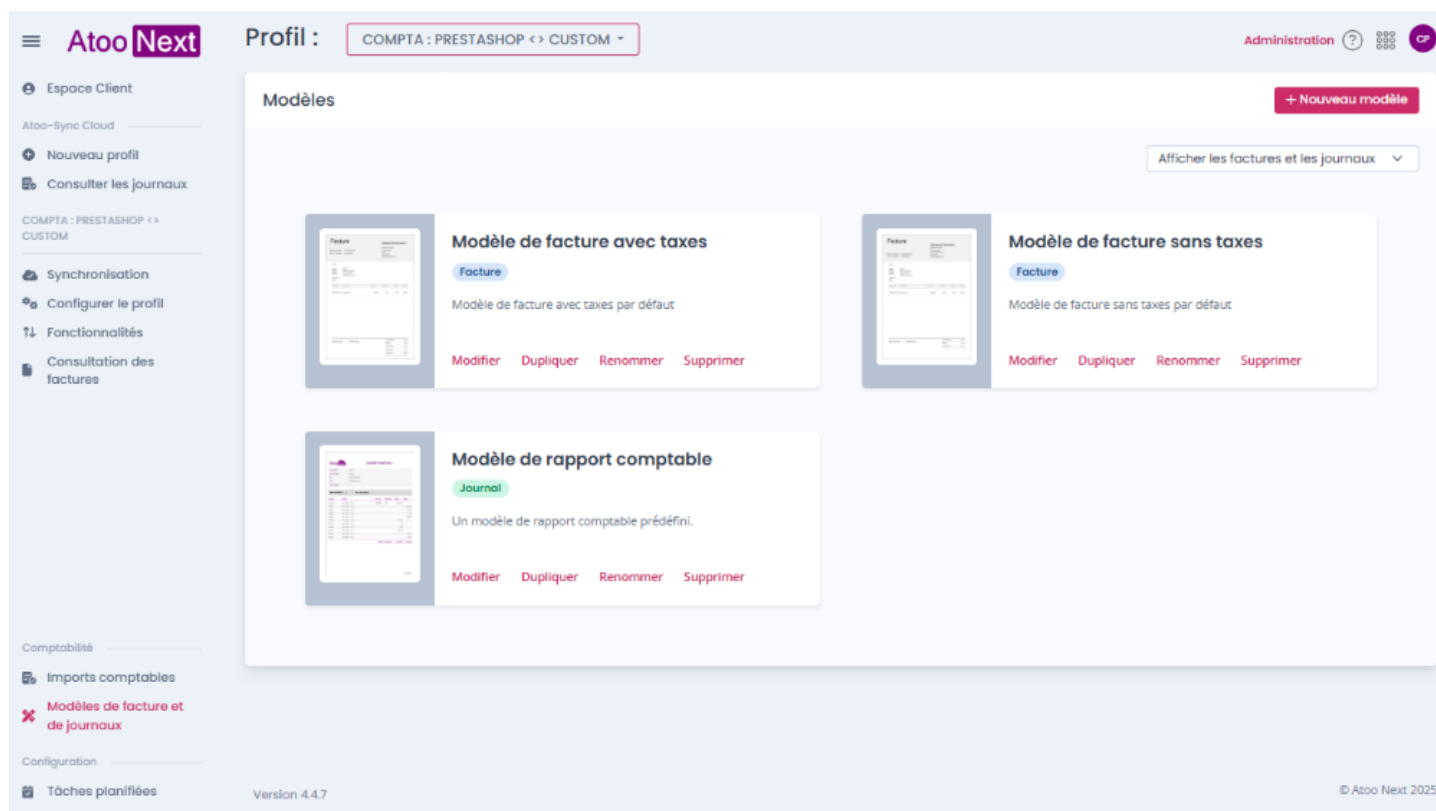 Atoo Next
Profil :
COMPTA : PRESTASHOP <> CUSTOM
Administration
?
CP
Espace Client
Atoo-Sync Cloud
Nouveau profil
Consulter les journaux
COMPTA : PRESTASHOP <>
CUSTOM
Synchronisation
Configurer le profil
Fonctionnalités
Consultation des
factures
Comptabilité
Imports comptables
Modèles de facture et
de journaux
Configuration
Tâches planifiées
Modèles
+ Nouveau modèle
Afficher les factures et les journaux
Facture
Modèle de facture avec taxes
Facture
Modèle de facture avec taxes par défaut
Modifier Dupliquer Renommer Supprimer
Facture
Modèle de facture sans taxes
Facture
Modèle de facture sans taxes par défaut
Modifier Dupliquer Renommer Supprimer
Modèle de rapport comptable
Journal
Un modèle de rapport comptable prédéfini.
Modifier Dupliquer Renommer Supprimer
Version 4.4.7
© Atoo Next 2025